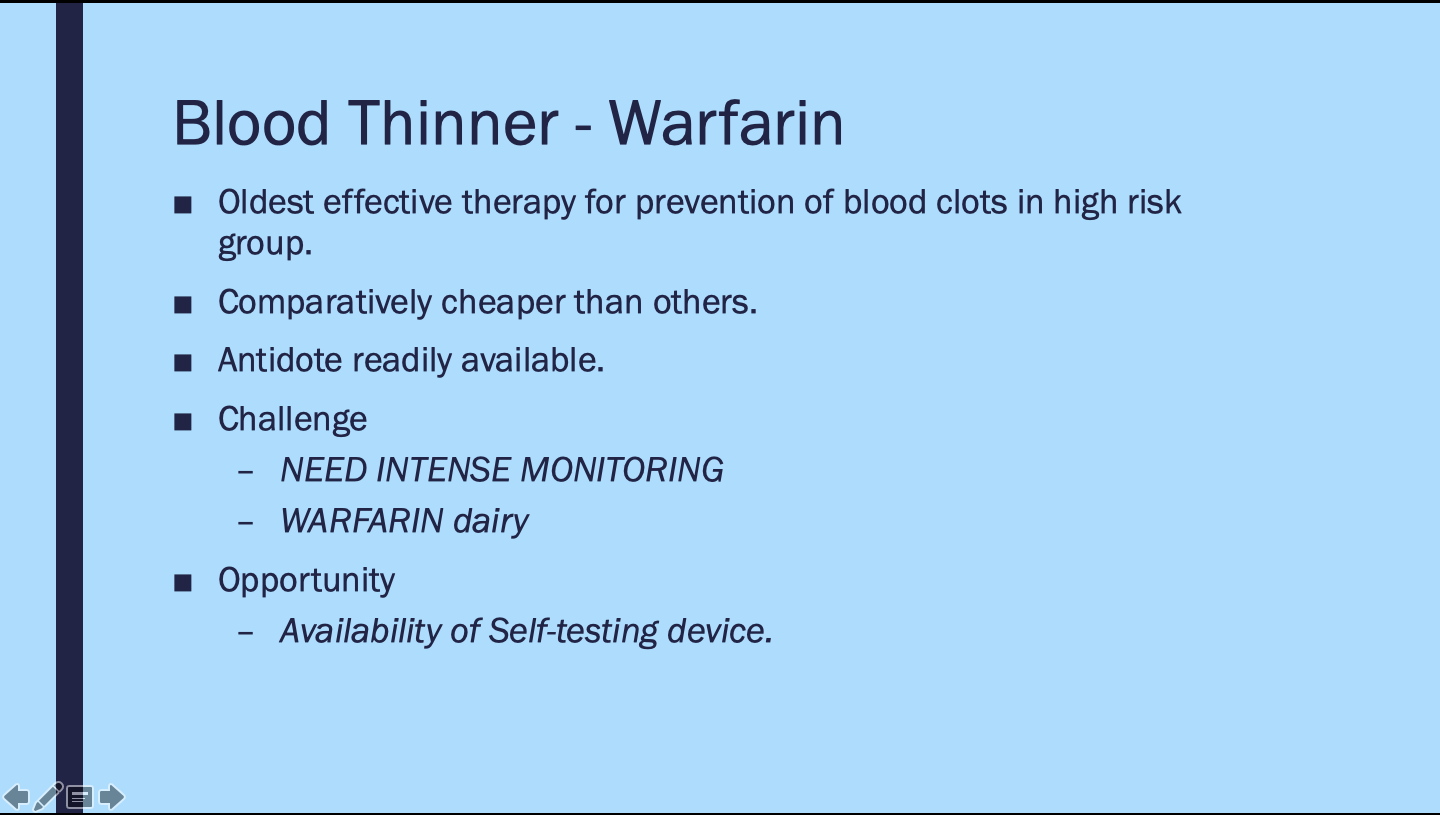 Blood Thinner - Warfarin
■ Oldest effective therapy for prevention of blood clots in high risk
group.
■ Comparatively cheaper than others.
■ Antidote readily available.
■ Challenge
– NEED INTENSE MONITORING
– WARFARIN dairy
■ Opportunity
– Availability of Self-testing device.